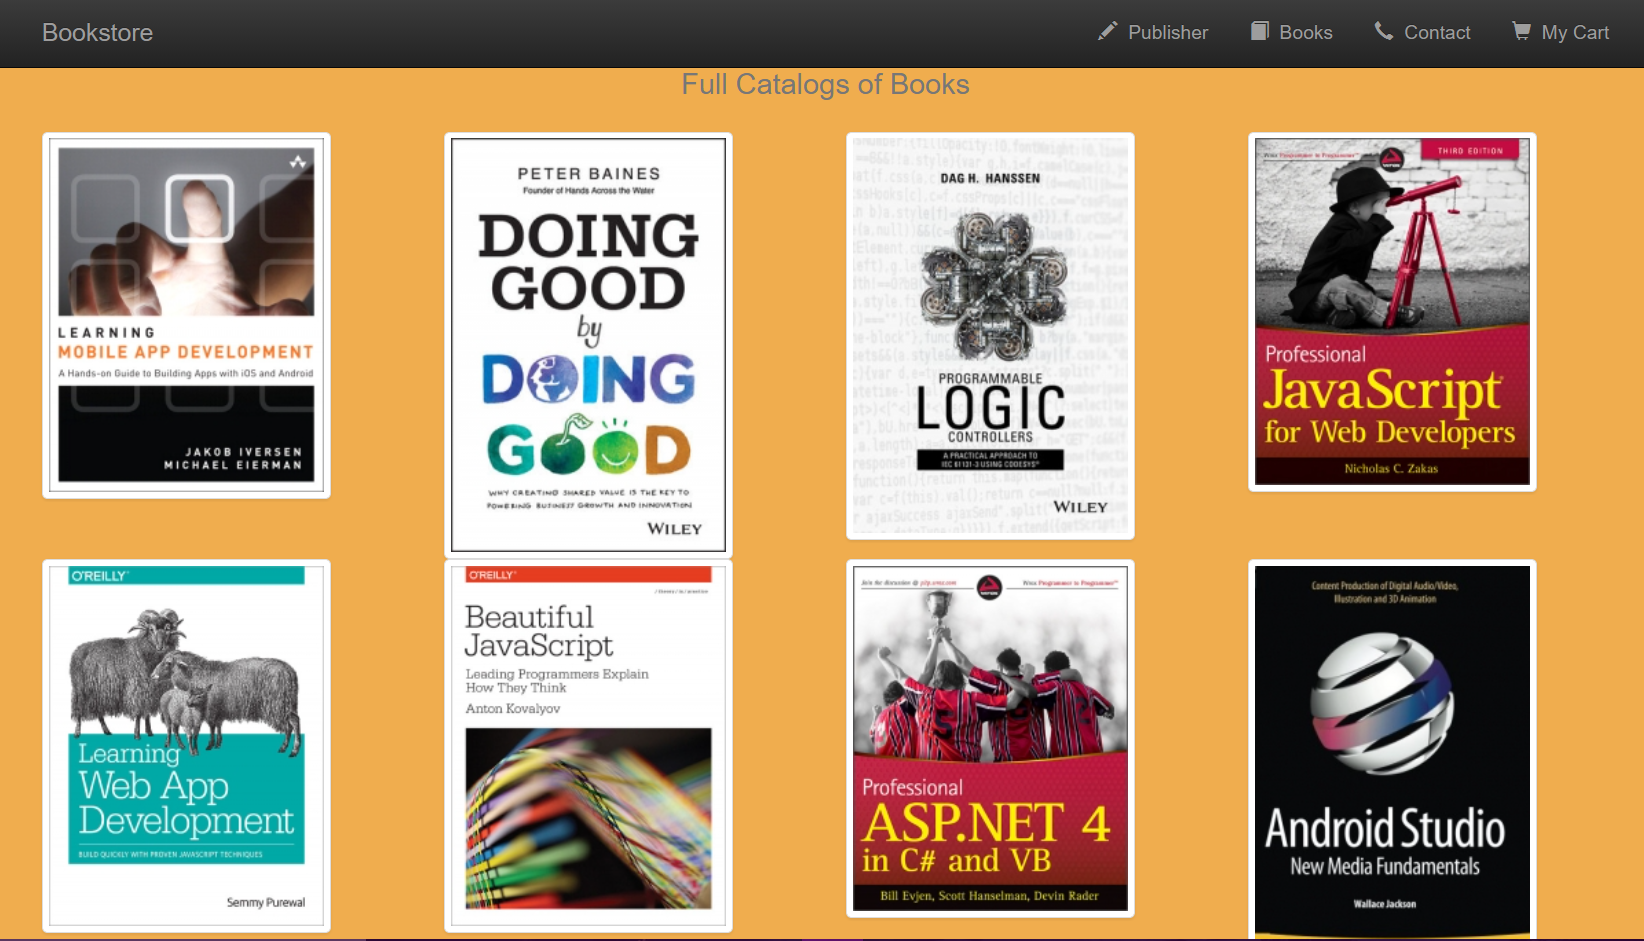 Bookstore
Publisher
Books
Contact
My Cart
Full Catalogs of Books
LEARNING
MOBILE APP DEVELOPMENT
A Hands-on Guide to Building Apps with iOS and Android
JAKOB IVERSEN
MICHAEL EIERMAN
PETER BAINES
Founder of Hands Across the Water
DOING
GOOD
by
DOING
GOOD
WHY CREATING SHARED VALUE IS THE KEY TO
POWERING BUSINESS GROWTH AND INNOVATION
WILEY
DAG H. HANSSEN
PROGRAMMABLE
LOGIC
CONTROLLERS
A PRACTICAL APPROACH TO
IEC 61131-3 USING CODESYS
WILEY
THIRD EDITION
Professional
JavaScript
for Web Developers
Nicholas C. Zakas
O'REILLY
Learning
Web App
Development
BUILD QUICKLY WITH PROVEN JAVASCRIPT TECHNIQUES
Semmy Purewal
O'REILLY
/ theory / in / practice
Beautiful
JavaScript
Leading Programmers Explain
How They Think
Anton Kovalyov
Join the discussion @ p2p.wrox.com
Wrox Programmer to Programmer™
Professional
ASP.NET 4
in C# and VB
Bill Evjen, Scott Hanselman, Devin Rader
Content Production of Digital Audio/Video,
Illustration and 3D Animation
Android Studio
New Media Fundamentals
Wallace Jackson